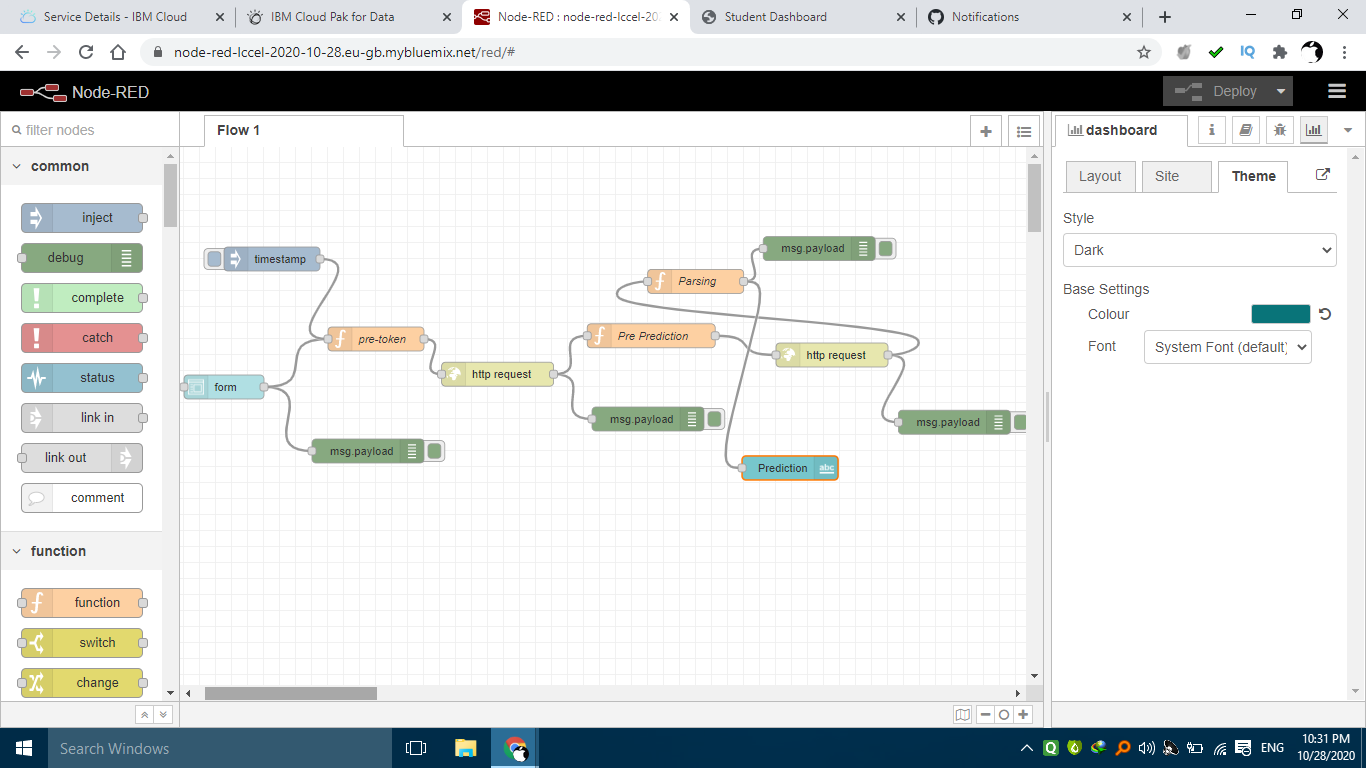 Service Details - IBM Cloud
IBM Cloud Pak for Data
Node-RED : node-red-lccel-202
Student Dashboard
Notifications
node-red-lccel-2020-10-28.eu-gb.mybluemix.net/red/#
IQ
Node-RED
Deploy
filter nodes
Flow 1
dashboard
common
inject
debug
complete
catch
status
link in
link out
comment
function
function
switch
change
timestamp
form
pre-token
msg.payload
http request
Pre Prediction
msg.payload
Parsing
msg.payload
http request
msg.payload
Prediction
abc
Layout
Site
Theme
Style
Dark
Base Settings
Colour
Font
System Font (default)
Search Windows
ENG
10:31 PM
10/28/2020